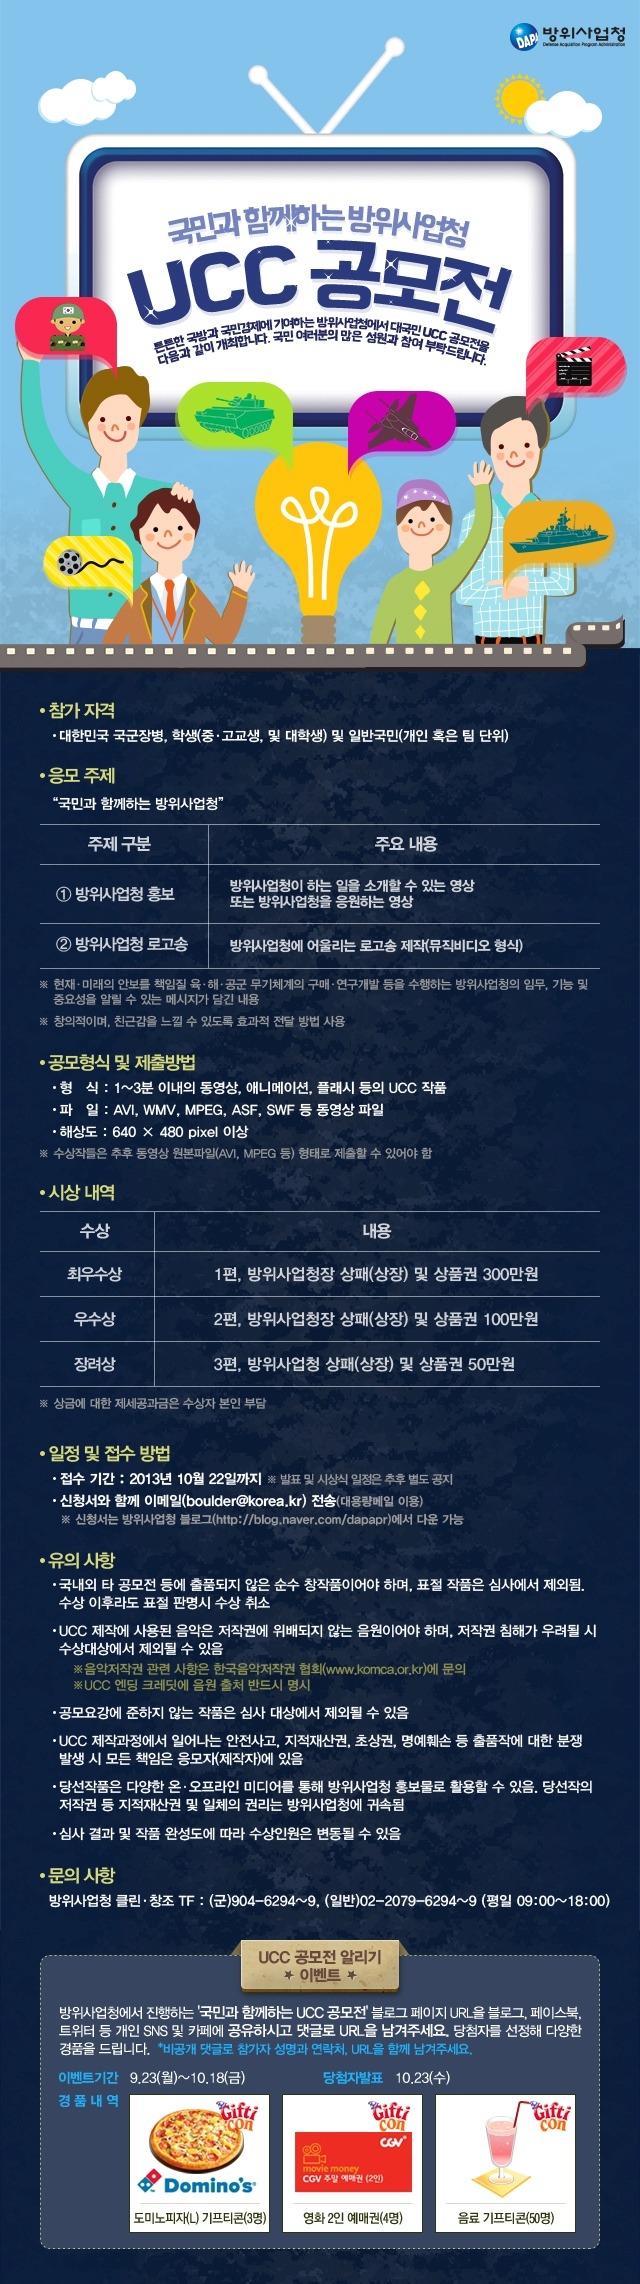 DAPA 방위사업청
Defense Acquisition Program Administration
국민과 함께하는 방위사업청
UCC 공모전
튼튼한 국방과 국민경제에 기여하는 방위사업청에서 대국민 UCC 공모전을
다음과 같이 개최합니다. 국민 여러분의 많은 성원과 참여 부탁드립니다.
• 참가 자격
· 대한민국 국군장병, 학생(중·고교생, 및 대학생) 및 일반국민(개인 혹은 팀 단위)
• 응모 주제
“국민과 함께하는 방위사업청”
주제 구분 주요 내용
① 방위사업청 홍보 방위사업청이 하는 일을 소개할 수 있는 영상
또는 방위사업청을 응원하는 영상
② 방위사업청 로고송 방위사업청에 어울리는 로고송 제작(뮤직비디오 형식)
※ 현재·미래의 안보를 책임질 육·해·공군 무기체계의 구매·연구개발 등을 수행하는 방위사업청의 임무, 기능 및
중요성을 알릴 수 있는 메시지가 담긴 내용
※ 창의적이며, 친근감을 느낄 수 있도록 효과적 전달 방법 사용
• 공모형식 및 제출방법
· 형 식 : 1~3분 이내의 동영상, 애니메이션, 플래시 등의 UCC 작품
· 파 일 : AVI, WMV, MPEG, ASF, SWF 등 동영상 파일
· 해상도 : 640 × 480 pixel 이상
※ 수상작들은 추후 동영상 원본파일(AVI, MPEG 등) 형태로 제출할 수 있어야 함
• 시상 내역
수상 내용
최우수상 1편, 방위사업청장 상패(상장) 및 상품권 300만원
우수상 2편, 방위사업청장 상패(상장) 및 상품권 100만원
장려상 3편, 방위사업청 상패(상장) 및 상품권 50만원
※ 상금에 대한 제세공과금은 수상자 본인 부담
• 일정 및 접수 방법
· 접수 기간 : 2013년 10월 22일까지 ※ 발표 및 시상식 일정은 추후 별도 공지
· 신청서와 함께 이메일(boulder@korea.kr) 전송(대용량메일 이용)
※ 신청서는 방위사업청 블로그(http://blog.naver.com/dapapr)에서 다운 가능
• 유의 사항
· 국내외 타 공모전 등에 출품되지 않은 순수 창작품이어야 하며, 표절 작품은 심사에서 제외됨.
수상 이후라도 표절 판명시 수상 취소
· UCC 제작에 사용된 음악은 저작권에 위배되지 않는 음원이어야 하며, 저작권 침해가 우려될 시
수상대상에서 제외될 수 있음
※음악저작권 관련 사항은 한국음악저작권 협회(www.komca.or.kr)에 문의
※UCC 엔딩 크레딧에 음원 출처 반드시 명시
· 공모요강에 준하지 않는 작품은 심사 대상에서 제외될 수 있음
· UCC 제작과정에서 일어나는 안전사고, 지적재산권, 초상권, 명예훼손 등 출품작에 대한 분쟁
발생 시 모든 책임은 응모자(제작자)에 있음
· 당선작품은 다양한 온·오프라인 미디어를 통해 방위사업청 홍보물로 활용할 수 있음. 당선작의
저작권 등 지적재산권 및 일체의 권리는 방위사업청에 귀속됨
· 심사 결과 및 작품 완성도에 따라 수상인원은 변동될 수 있음
• 문의 사항
방위사업청 클린·창조 TF : (군)904-6294~9, (일반)02-2079-6294~9 (평일 09:00~18:00)
UCC 공모전 알리기
★ 이벤트 ★
방위사업청에서 진행하는 '국민과 함께하는 UCC 공모전' 블로그 페이지 URL을 블로그, 페이스북,
트위터 등 개인 SNS 및 카페에 공유하시고 댓글로 URL을 남겨주세요. 당첨자를 선정해 다양한
경품을 드립니다. *비공개 댓글로 참가자 성명과 연락처, URL을 함께 남겨주세요.
이벤트기간 9.23(월)~10.18(금) 당첨자발표 10.23(수)
경 품 내 역
Gifticon Gifticon Gifticon
CGV
movie money
CGV 주말 예매권 (2인)
Domino's
도미노피자(L) 기프티콘(3명) 영화 2인 예매권(4명) 음료 기프티콘(50명)